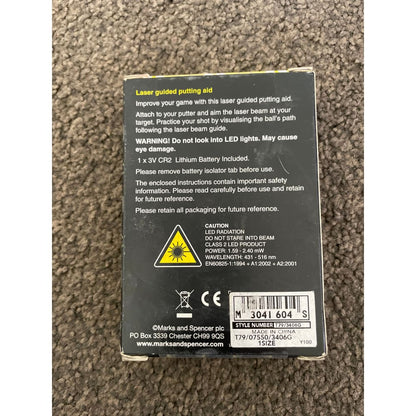 Laser guided putting aid
Improve your game with this laser guided putting aid.
Attach to your putter and aim the laser beam at your
target. Practice your shot by visualising the ball's path
following the laser beam guide.
WARNING! Do not look into LED lights. May cause
eye damage.
1 x 3V CR2 Lithium Battery Included.
Please remove battery isolator tab before use.
The enclosed instructions contain important safety
information. Please read carefully before use and retain
for future reference.
Please retain all packaging for future reference.
CAUTION
LED RADIATION
DO NOT STARE INTO BEAM
CLASS 2 LED PRODUCT
POWER: 1.59 - 2.40 mW
WAVELENGTH: 431 - 516 nm
EN60825-1:1994 + A1:2002 + A2:2001
CE
©Marks and Spencer plc
PO Box 3339 Chester CH99 9QS
www.marksandspencer.com
M 3041 604 S
STYLE NUMBER T79/3406G
MADE IN CHINA
T79/07550/3406G
1SIZE Y100